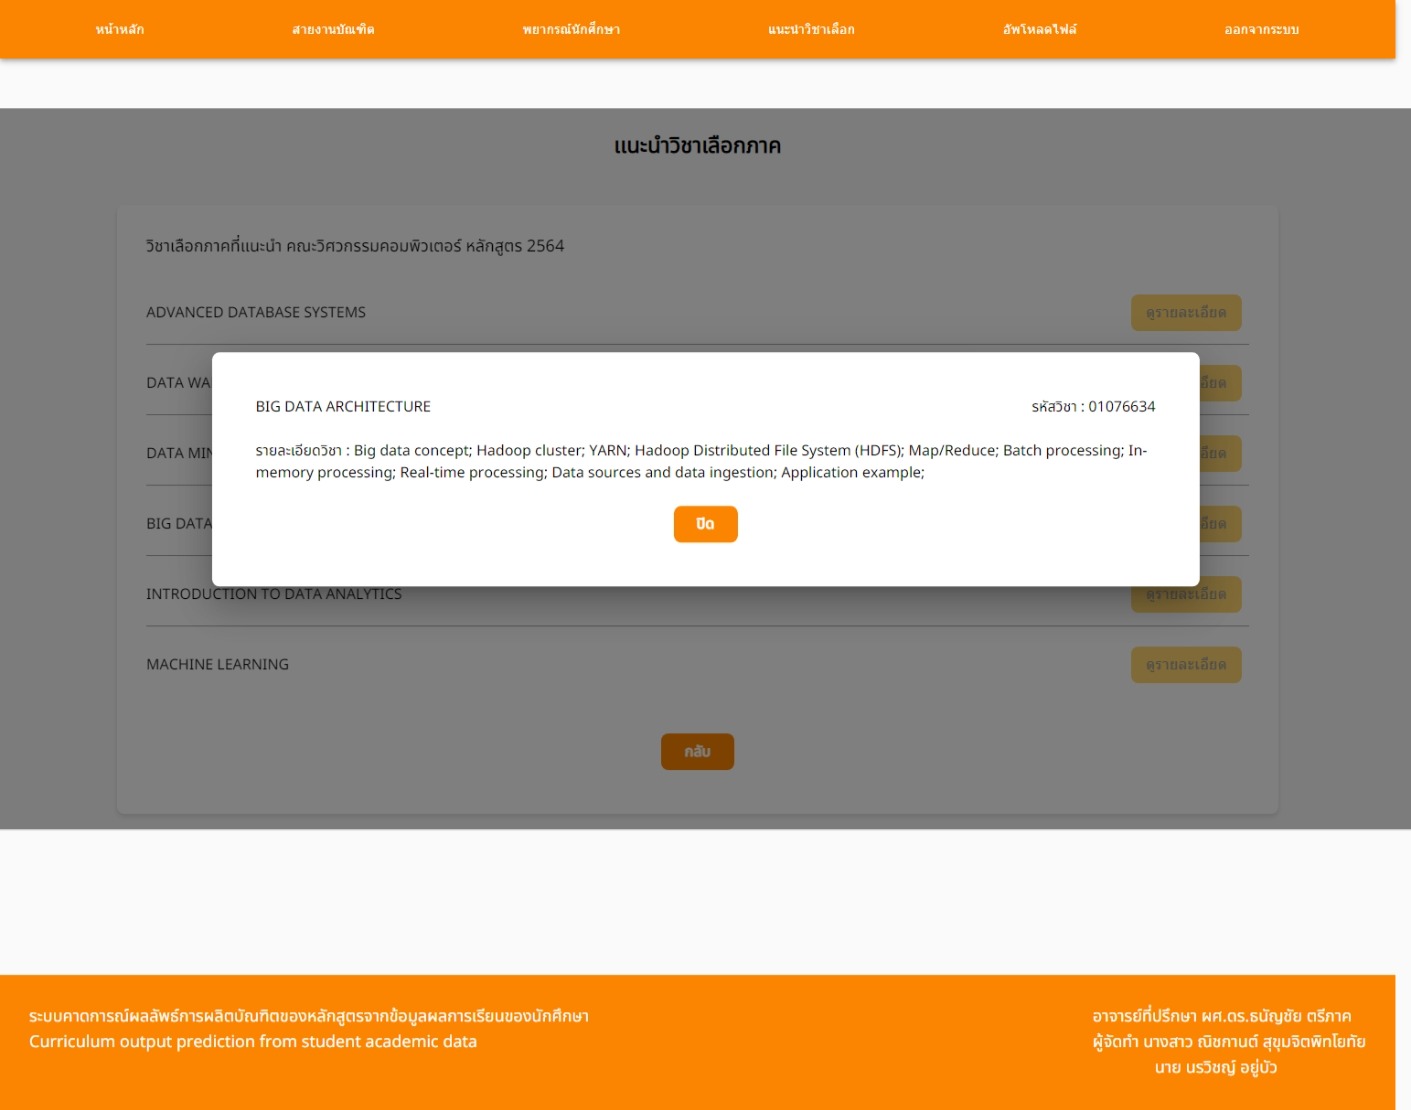 หน้าหลัก สายงานบัณฑิต พยากรณ์นักศึกษา แนะนำวิชาเลือก อัพโหลดไฟล์ ออกจากระบบ
แนะนำวิชาเลือกภาค
วิชาเลือกภาคที่แนะนำ คณะวิศวกรรมคอมพิวเตอร์ หลักสูตร 2564
ADVANCED DATABASE SYSTEMS ดูรายละเอียด
DATA WA
BIG DATA ARCHITECTURE รหัสวิชา : 01076634
DATA MIN
รายละเอียดวิชา : Big data concept; Hadoop cluster; YARN; Hadoop Distributed File System (HDFS); Map/Reduce; Batch processing; In-
memory processing; Real-time processing; Data sources and data ingestion; Application example;
BIG DATA
ปิด
INTRODUCTION TO DATA ANALYTICS ดูรายละเอียด
MACHINE LEARNING ดูรายละเอียด
กลับ
ระบบคาดการณ์ผลลัพธ์การผลิตบัณฑิตของหลักสูตรจากข้อมูลผลการเรียนของนักศึกษา
Curriculum output prediction from student academic data
อาจารย์ที่ปรึกษา ผศ.ดร.ธนัญชัย ตรีภาค
ผู้จัดทำ นางสาว ณิชกานต์ สุขุมจิตพิทโยทัย
นาย นรวิชญ์ อยู่บัว